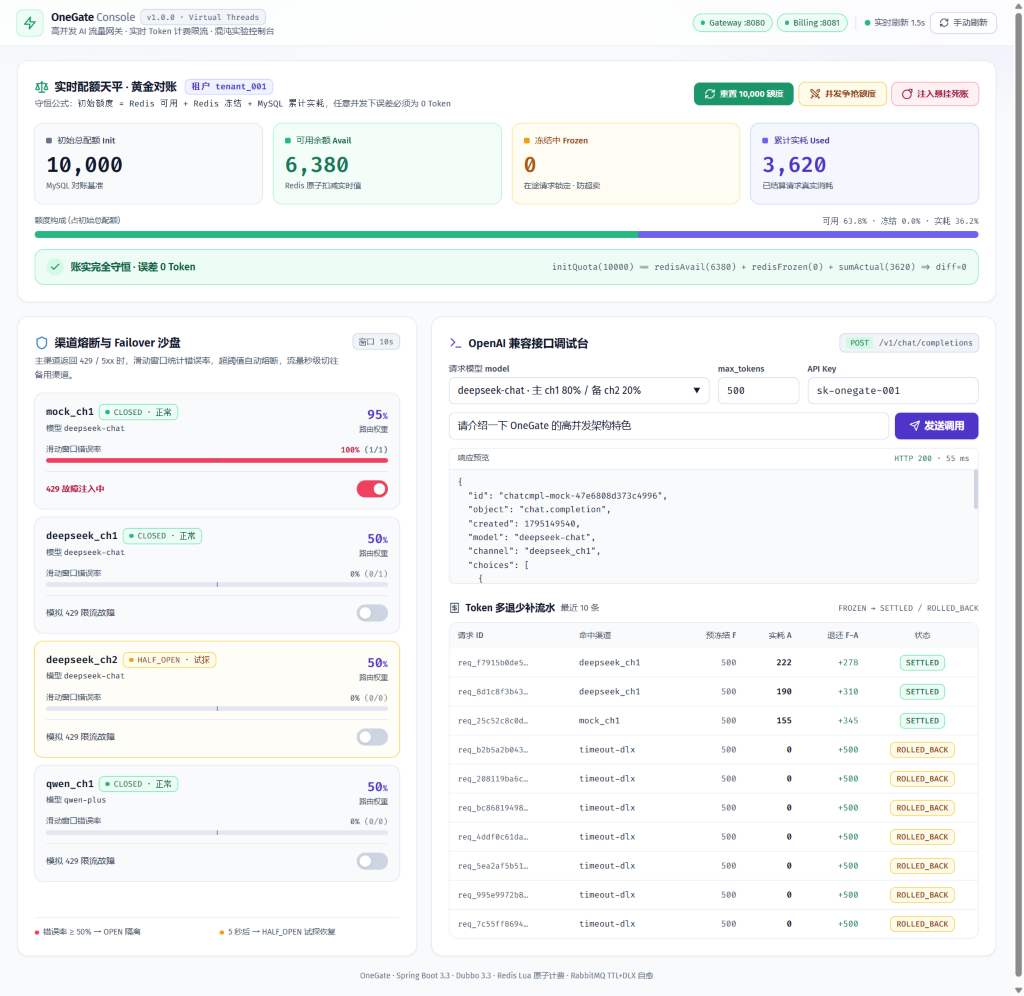 OneGate Console v1.0.0 · Virtual Threads
高并发 AI 流量网关 · 实时 Token 计费限流 · 混沌实验控制台
Gateway :8080
Billing :8081
实时刷新 1.5s
手动刷新
实时配额天平 · 黄金对账 租户 tenant_001
守恒公式：初始额度 = Redis 可用 + Redis 冻结 + MySQL 累计实耗，任意并发下误差必须为 0 Token
重置 10,000 额度
并发争抢额度
注入悬挂死账
初始总配额 Init
10,000
MySQL 对账基准
可用余额 Avail
6,380
Redis 原子扣减实时值
冻结中 Frozen
0
在途请求锁定 · 防超卖
累计实耗 Used
3,620
已结算请求真实消耗
额度构成 (占初始总配额)
可用 63.8% · 冻结 0.0% · 实耗 36.2%
账实完全守恒 · 误差 0 Token
initQuota(10000) == redisAvail(6380) + redisFrozen(0) + sumActual(3620) ⇒ diff=0
渠道熔断与 Failover 沙盘
窗口 10s
主渠道返回 429 / 5xx 时，滑动窗口统计错误率，超阈值自动熔断，流量秒级切往
备用渠道。
mock_ch1 CLOSED · 正常
95%
模型 deepseek-chat
路由权重
滑动窗口错误率
100% (1/1)
429 故障注入中
deepseek_ch1 CLOSED · 正常
50%
模型 deepseek-chat
路由权重
滑动窗口错误率
0% (0/1)
模拟 429 限流故障
deepseek_ch2 HALF_OPEN · 试探
50%
模型 deepseek-chat
路由权重
滑动窗口错误率
0% (0/0)
模拟 429 限流故障
qwen_ch1 CLOSED · 正常
50%
模型 qwen-plus
路由权重
滑动窗口错误率
0% (0/0)
模拟 429 限流故障
错误率 ≥ 50% → OPEN 隔离
5 秒后 → HALF_OPEN 试探恢复
OpenAI 兼容接口调试台
POST /v1/chat/completions
请求模型 model
max_tokens
API Key
deepseek-chat · 主 ch1 80% / 备 ch2 20%
500
sk-onegate-001
请介绍一下 OneGate 的高并发架构特色
发送调用
响应预览
HTTP 200 · 55 ms
{
"id": "chatcmpl-mock-47e6808d373c4996",
"object": "chat.completion",
"created": 1795149540,
"model": "deepseek-chat",
"channel": "deepseek_ch1",
"choices": [
{
Token 多退少补流水 最近 10 条
FROZEN → SETTLED / ROLLED_BACK
请求 ID 命中渠道 预冻结 F 实耗 A 退还 F-A 状态
req_f7915b0de5… deepseek_ch1 500 222 +278 SETTLED
req_8d1c8f3b43… deepseek_ch1 500 190 +310 SETTLED
req_25c52c8c0d… mock_ch1 500 155 +345 SETTLED
req_b2b5a2b043… timeout-dlx 500 0 +500 ROLLED_BACK
req_208119ba6c… timeout-dlx 500 0 +500 ROLLED_BACK
req_bc86819498… timeout-dlx 500 0 +500 ROLLED_BACK
req_4ddf0c61da… timeout-dlx 500 0 +500 ROLLED_BACK
req_5ea2af5b51… timeout-dlx 500 0 +500 ROLLED_BACK
req_995e9972b8… timeout-dlx 500 0 +500 ROLLED_BACK
req_7c55ff8694… timeout-dlx 500 0 +500 ROLLED_BACK
OneGate · Spring Boot 3.3 · Dubbo 3.3 · Redis Lua 原子计费 · RabbitMQ TTL+DLX 自愈